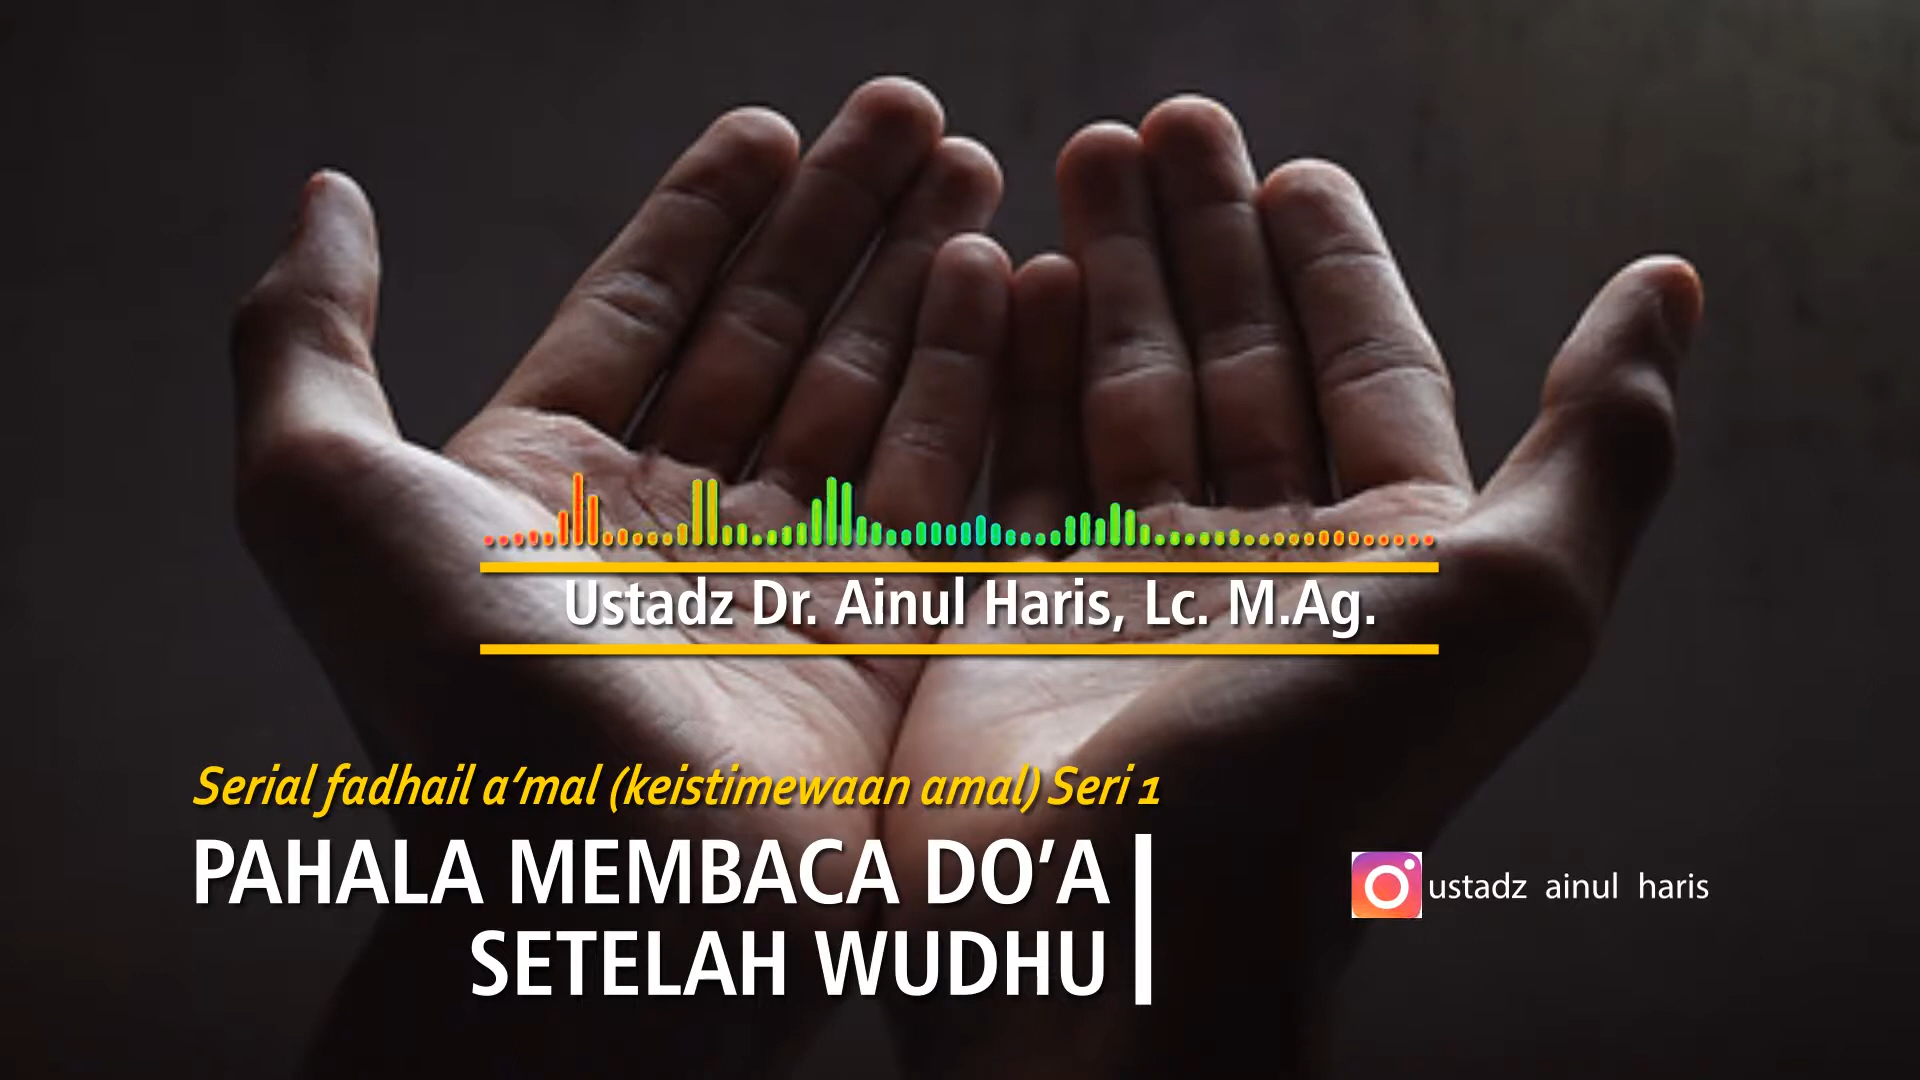 Ustadz Dr. Ainul Haris, Lc. M.Ag.
Serial fadhail a’mal (keistimewaan amal) Seri 1
PAHALA MEMBACA DO’A
SETELAH WUDHU
ustadz ainul haris